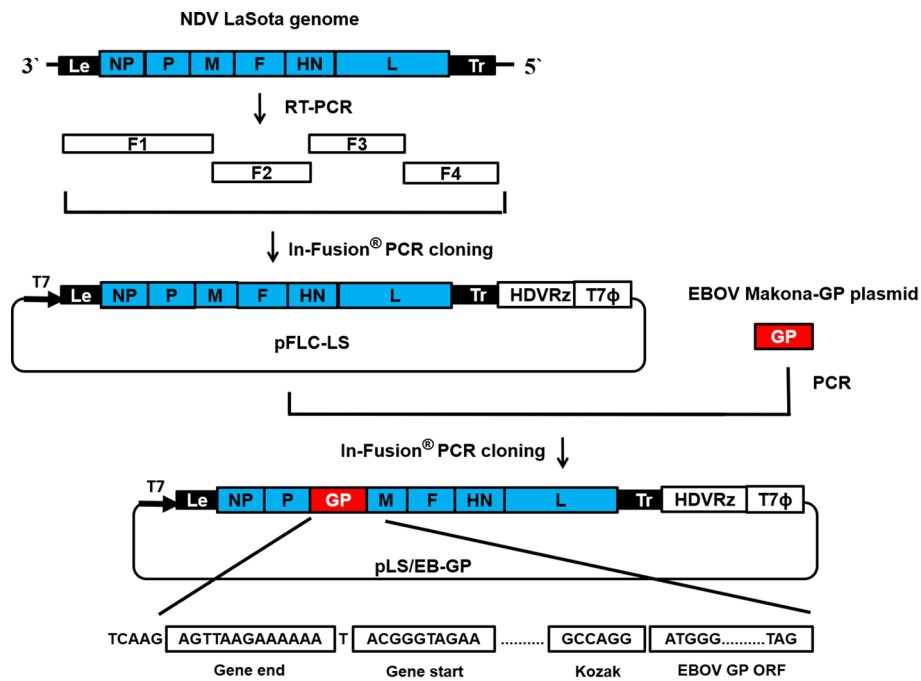 NDV LaSota genome
3` Le NP P M F HN L Tr 5`
RT-PCR
F1 F3
F2 F4
In-Fusion® PCR cloning
T7
Le NP P M F HN L Tr HDVRz T7ϕ
pFLC-LS
EBOV Makona-GP plasmid
GP
PCR
In-Fusion® PCR cloning
T7
Le NP P GP M F HN L Tr HDVRz T7ϕ
pLS/EB-GP
TCAAG AGTTAAGAAAAAA T ACGGGTAGAA .......... GCCAGG ATGGG..........TAG
Gene end Gene start Kozak EBOV GP ORF